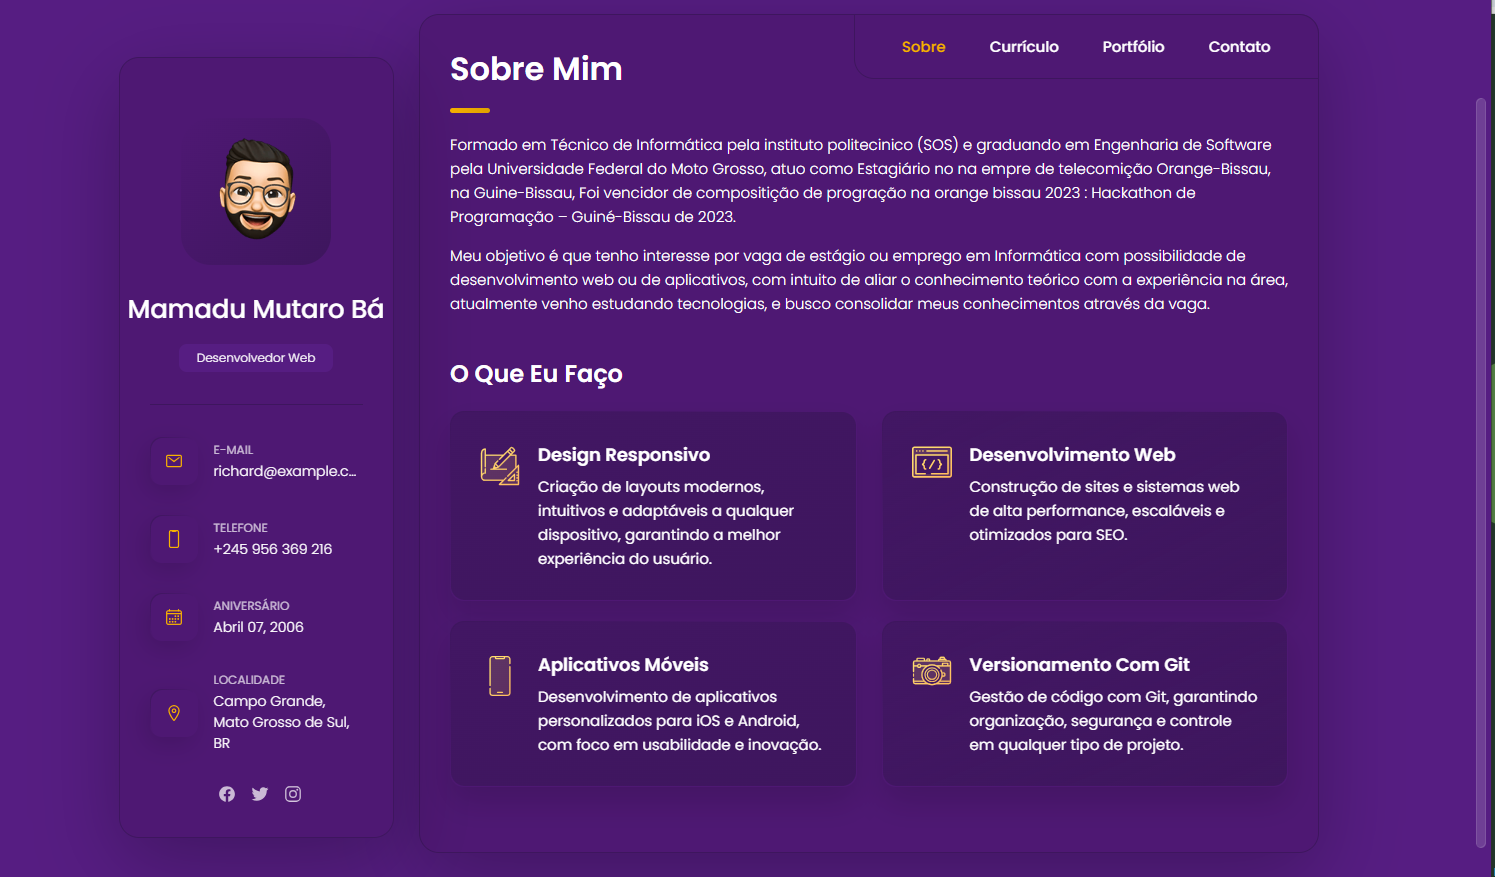 Sobre
Currículo
Portfólio
Contato
Mamadu Mutaro Bá
Desenvolvedor Web
E-MAIL
richard@example.c...
TELEFONE
+245 956 369 216
ANIVERSÁRIO
Abril 07, 2006
LOCALIDADE
Campo Grande,
Mato Grosso de Sul,
BR
Sobre Mim
Formado em Técnico de Informática pela instituto politecinico (SOS) e graduando em Engenharia de Software
pela Universidade Federal do Moto Grosso, atuo como Estagiário no na empre de telecomição Orange-Bissau,
na Guine-Bissau, Foi vencidor de compositição de progração na orange bissau 2023 : Hackathon de
Programação – Guiné-Bissau de 2023.
Meu objetivo é que tenho interesse por vaga de estágio ou emprego em Informática com possibilidade de
desenvolvimento web ou de aplicativos, com intuito de aliar o conhecimento teórico com a experiência na área,
atualmente venho estudando tecnologias, e busco consolidar meus conhecimentos através da vaga.
O Que Eu Faço
Design Responsivo
Criação de layouts modernos,
intuitivos e adaptáveis a qualquer
dispositivo, garantindo a melhor
experiência do usuário.
Desenvolvimento Web
Construção de sites e sistemas web
de alta performance, escaláveis e
otimizados para SEO.
Aplicativos Móveis
Desenvolvimento de aplicativos
personalizados para iOS e Android,
com foco em usabilidade e inovação.
Versionamento Com Git
Gestão de código com Git, garantindo
organização, segurança e controle
em qualquer tipo de projeto.